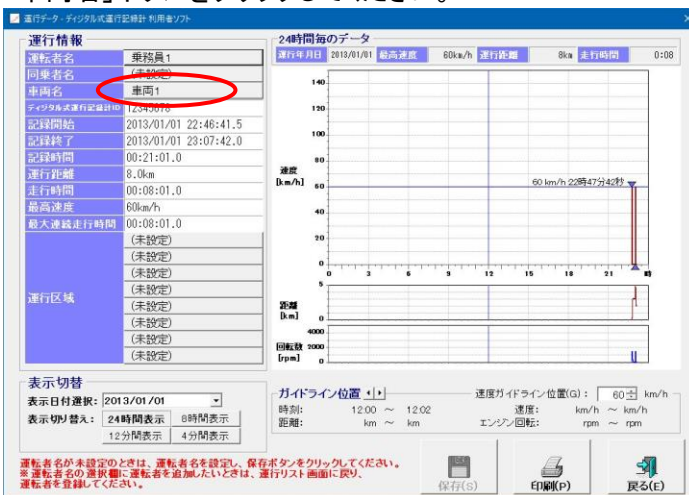 運行データ - デジタル式運行記録計 利用者ソフト
運行情報
運転者名 乗務員1
同乗者名 (未設定)
車両名 車両1
ディジタル式運行記録計ID 12345678
記録開始 2013/01/01 22:46:41.5
記録終了 2013/01/01 23:07:42.0
記録時間 00:21:01.0
運行距離 8.0km
走行時間 00:08:01.0
最高速度 60km/h
最大連続走行時間 00:08:01.0
運行区域
(未設定)
(未設定)
(未設定)
(未設定)
(未設定)
(未設定)
(未設定)
(未設定)
24時間毎のデータ
運行年月日 2013/01/01 最高速度 60km/h 運行距離 8km 走行時間 0:08
140
120
100
80
60
40
20
0
速度
[km/h]
60 km/h 22時47分42秒
0 3 6 9 12 15 18 21 時
5
0
距離
[km]
4000
2000
0
回転数
[rpm]
表示切替
表示日付選択: 2013/01/01
表示切り替え: 24時間表示 8時間表示
12分間表示 4分間表示
ガイドライン位置
時刻: 12:00 ～ 12:02
距離: km ～ km
速度ガイドライン位置(G): 60 km/h
速度: km/h ～ km/h
エンジン回転: rpm ～ rpm
運転者名が未設定のときは、運転者名を設定し、保存ボタンをクリックしてください。
※ 運転者名の選択欄に運転者を追加したいときは、運行リスト画面に戻り、
運転者を登録してください。
保存(S)
印刷(P)
戻る(E)